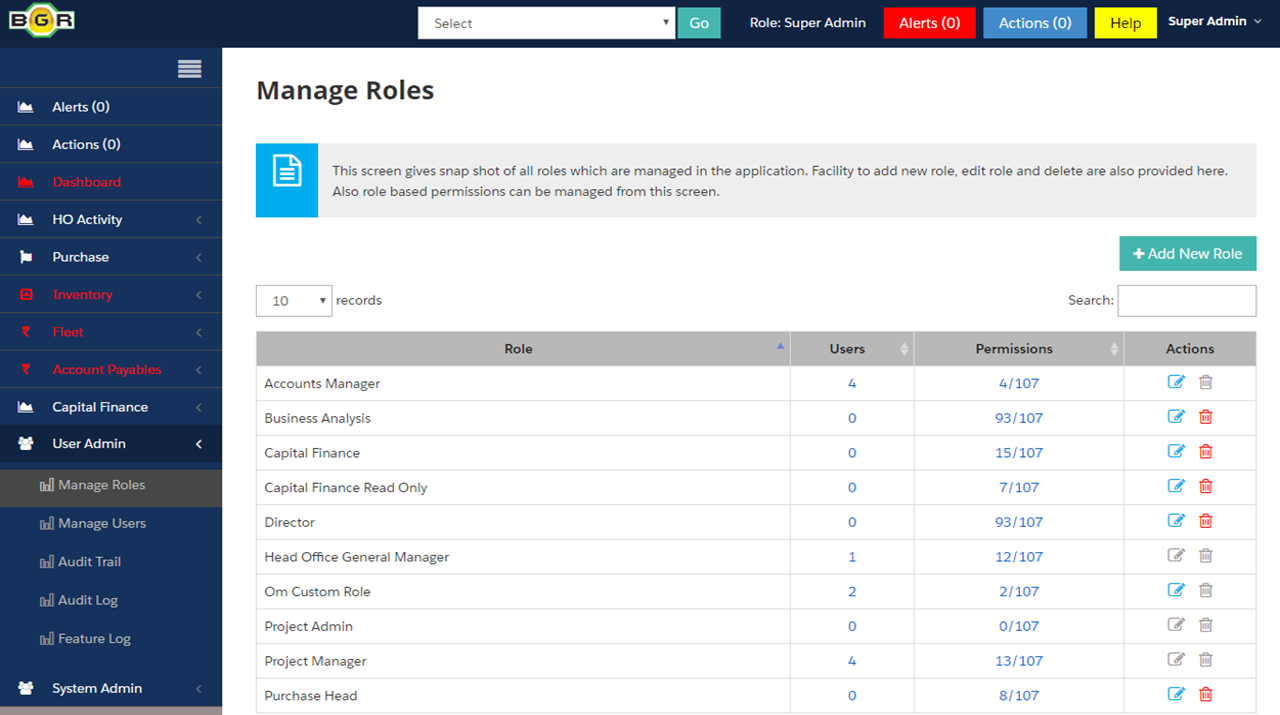 BGR
Select
Go
Role: Super Admin
Alerts (0)
Actions (0)
Help
Super Admin
Alerts (0)
Actions (0)
Dashboard
HO Activity
Purchase
Inventory
Fleet
Account Payables
Capital Finance
User Admin
Manage Roles
Manage Users
Audit Trail
Audit Log
Feature Log
System Admin
Manage Roles
This screen gives snap shot of all roles which are managed in the application. Facility to add new role, edit role and delete are also provided here.
Also role based permissions can be managed from this screen.
Add New Role
10 records
Search:
Role Users Permissions Actions
Accounts Manager 4 4/107
Business Analysis 0 93/107
Capital Finance 0 15/107
Capital Finance Read Only 0 7/107
Director 0 93/107
Head Office General Manager 1 12/107
Om Custom Role 2 2/107
Project Admin 0 0/107
Project Manager 4 13/107
Purchase Head 0 8/107